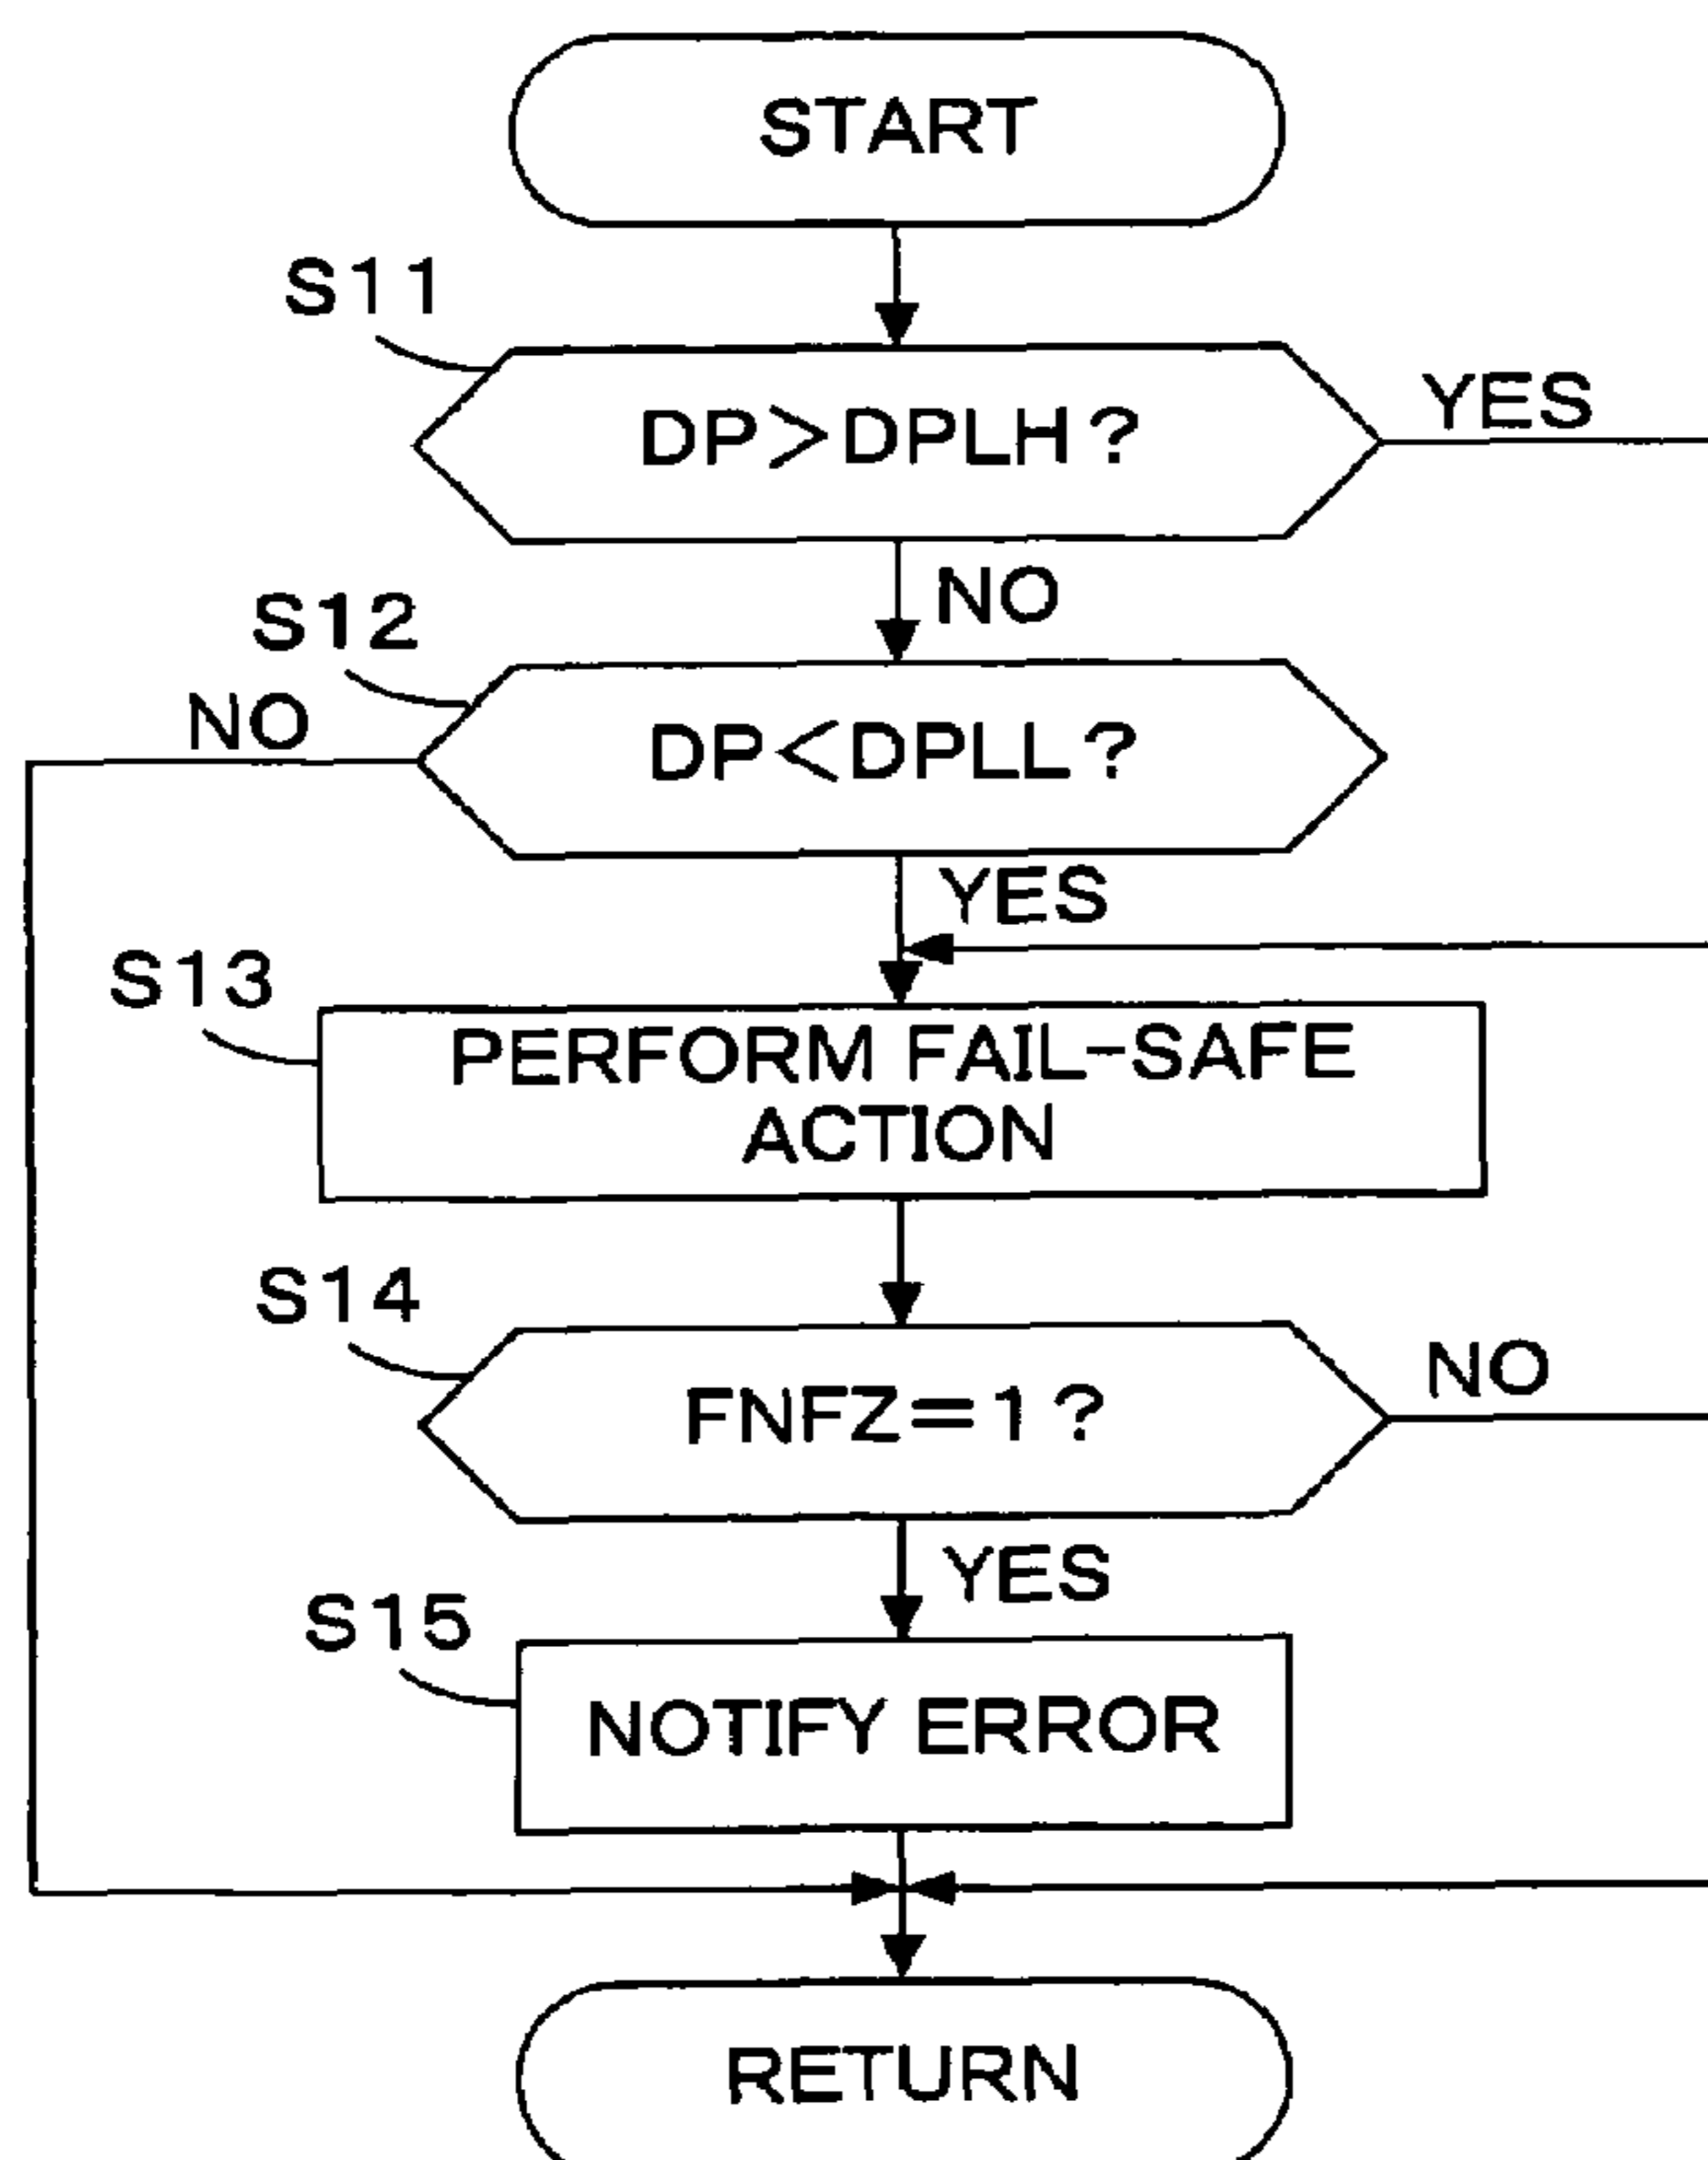 START
S11
DP>DPLH?
YES
NO
S12
NO
DP<DPLL?
YES
S13
PERFORM FAIL-SAFE
ACTION
S14
FNFZ=1?
NO
YES
S15
NOTIFY ERROR
RETURN